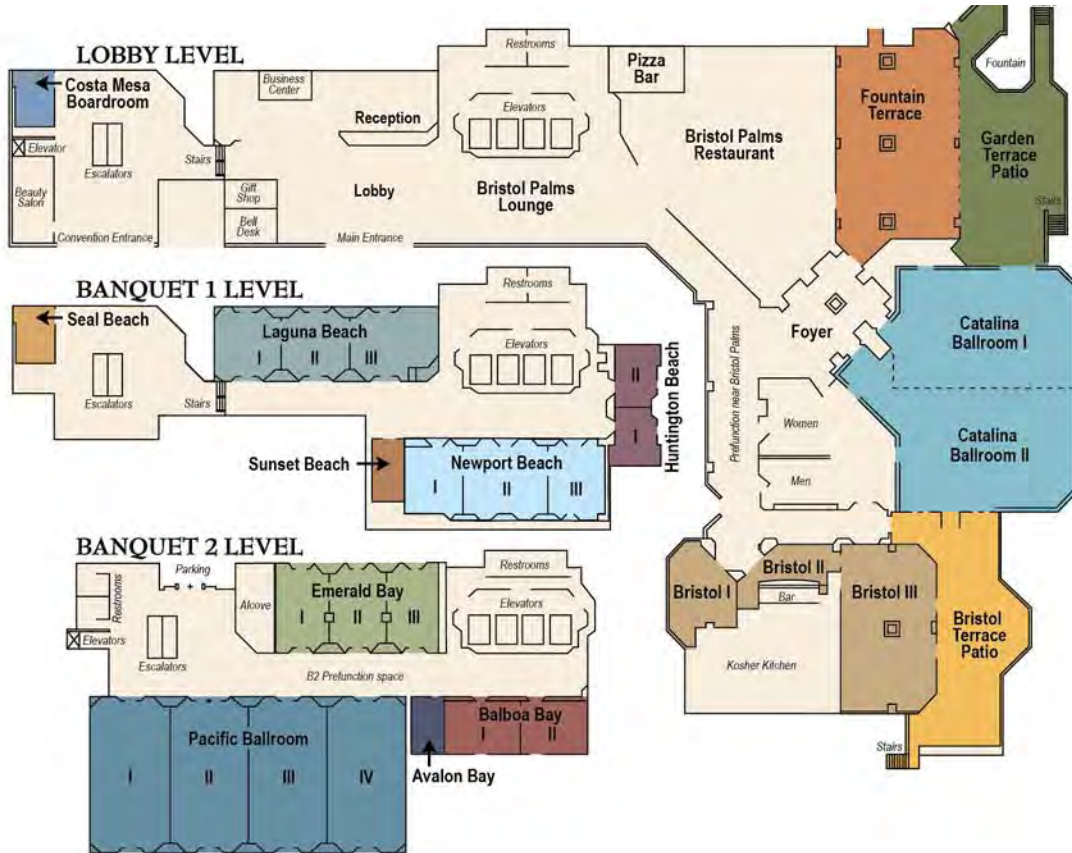 LOBBY LEVEL
Costa Mesa
Boardroom
Elevator
Escalators
Beauty
Salon
Convention Entrance
Stairs
Business
Center
Reception
Gift
Shop
Bell
Desk
Lobby
Main Entrance
Restrooms
Elevators
Bristol Palms
Lounge
Pizza
Bar
Bristol Palms
Restaurant
Fountain
Terrace
Fountain
Garden
Terrace
Patio
Stairs
Foyer
Prefunction near Bristol Palms
Women
Men
Catalina
Ballroom I
Catalina
Ballroom II
Bristol I
Bristol II
Bar
Bristol III
Kosher Kitchen
Bristol
Terrace
Patio
Stairs
BANQUET 1 LEVEL
Seal Beach
Escalators
Stairs
Laguna Beach
I II III
Restrooms
Elevators
Huntington Beach
II
I
Sunset Beach
Newport Beach
I II III
BANQUET 2 LEVEL
Restrooms
Parking
Elevators
Escalators
Alcove
Emerald Bay
I II III
Restrooms
Elevators
B2 Prefunction space
Pacific Ballroom
I II III IV
Balboa Bay
I II
Avalon Bay